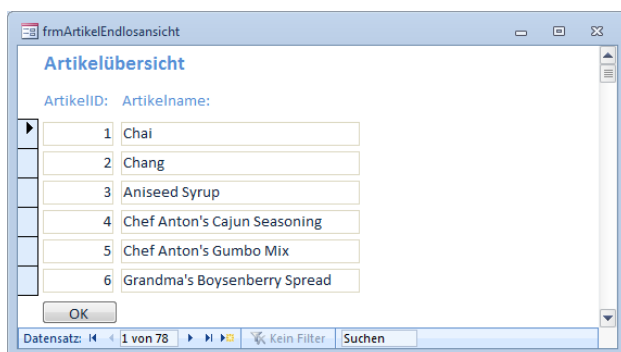 frmArtikelEndlosansicht
Artikelübersicht
ArtikelID: Artikelname:
1 Chai
2 Chang
3 Aniseed Syrup
4 Chef Anton's Cajun Seasoning
5 Chef Anton's Gumbo Mix
6 Grandma's Boysenberry Spread
OK
Datensatz: 1 von 78 Kein Filter Suchen